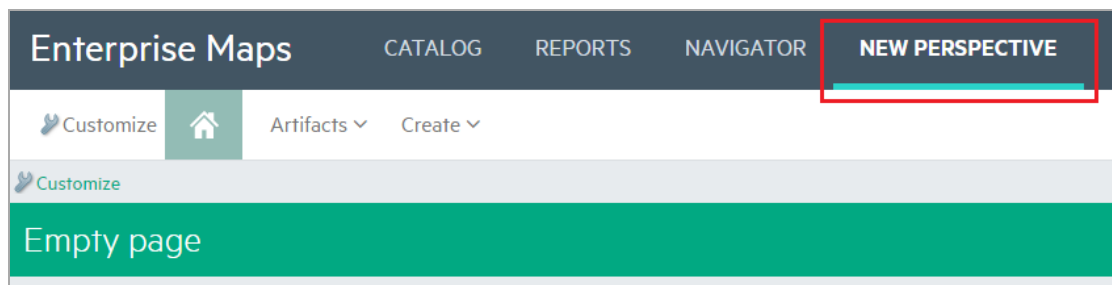 Enterprise Maps CATALOG REPORTS NAVIGATOR NEW PERSPECTIVE
Customize Artifacts Create
Customize
Empty page